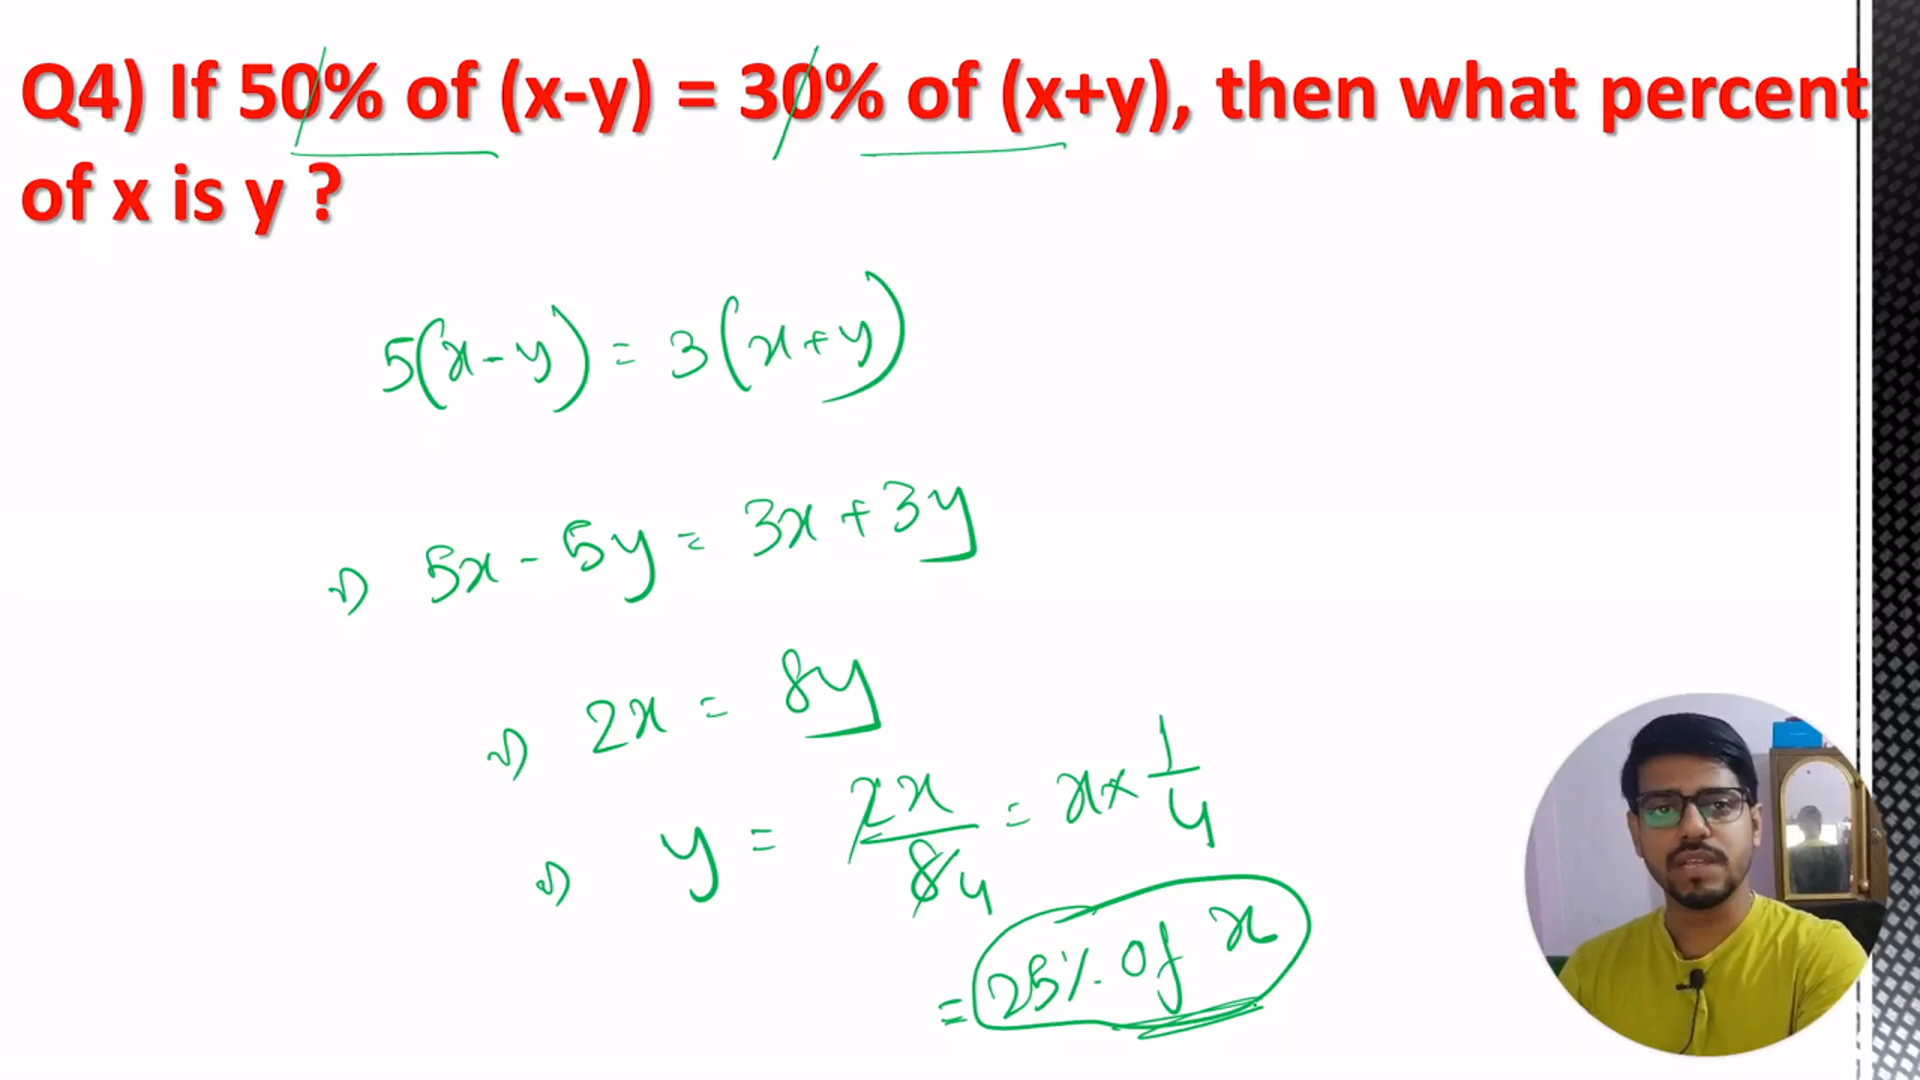 Q4) If 50% of (x-y) = 30% of (x+y), then what percent
of x is y ?
5(x-y) = 3(x+y)
⇒ 5x - 5y = 3x + 3y
⇒ 2x = 8y
⇒ y = 2x/8 4 = x × 1/4
= 25% of x